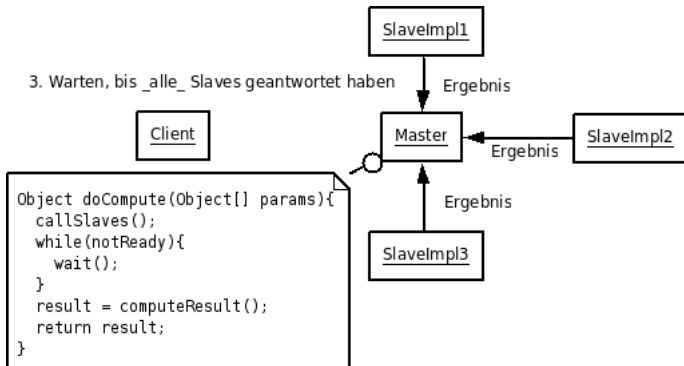 SlaveImpl1
3. Warten, bis _alle_ Slaves geantwortet haben
Ergebnis
Client
Master
SlaveImpl2
Ergebnis
Object doCompute(Object[] params){
callSlaves();
while(notReady){
wait();
}
result = computeResult();
return result;
}
Ergebnis
SlaveImpl3